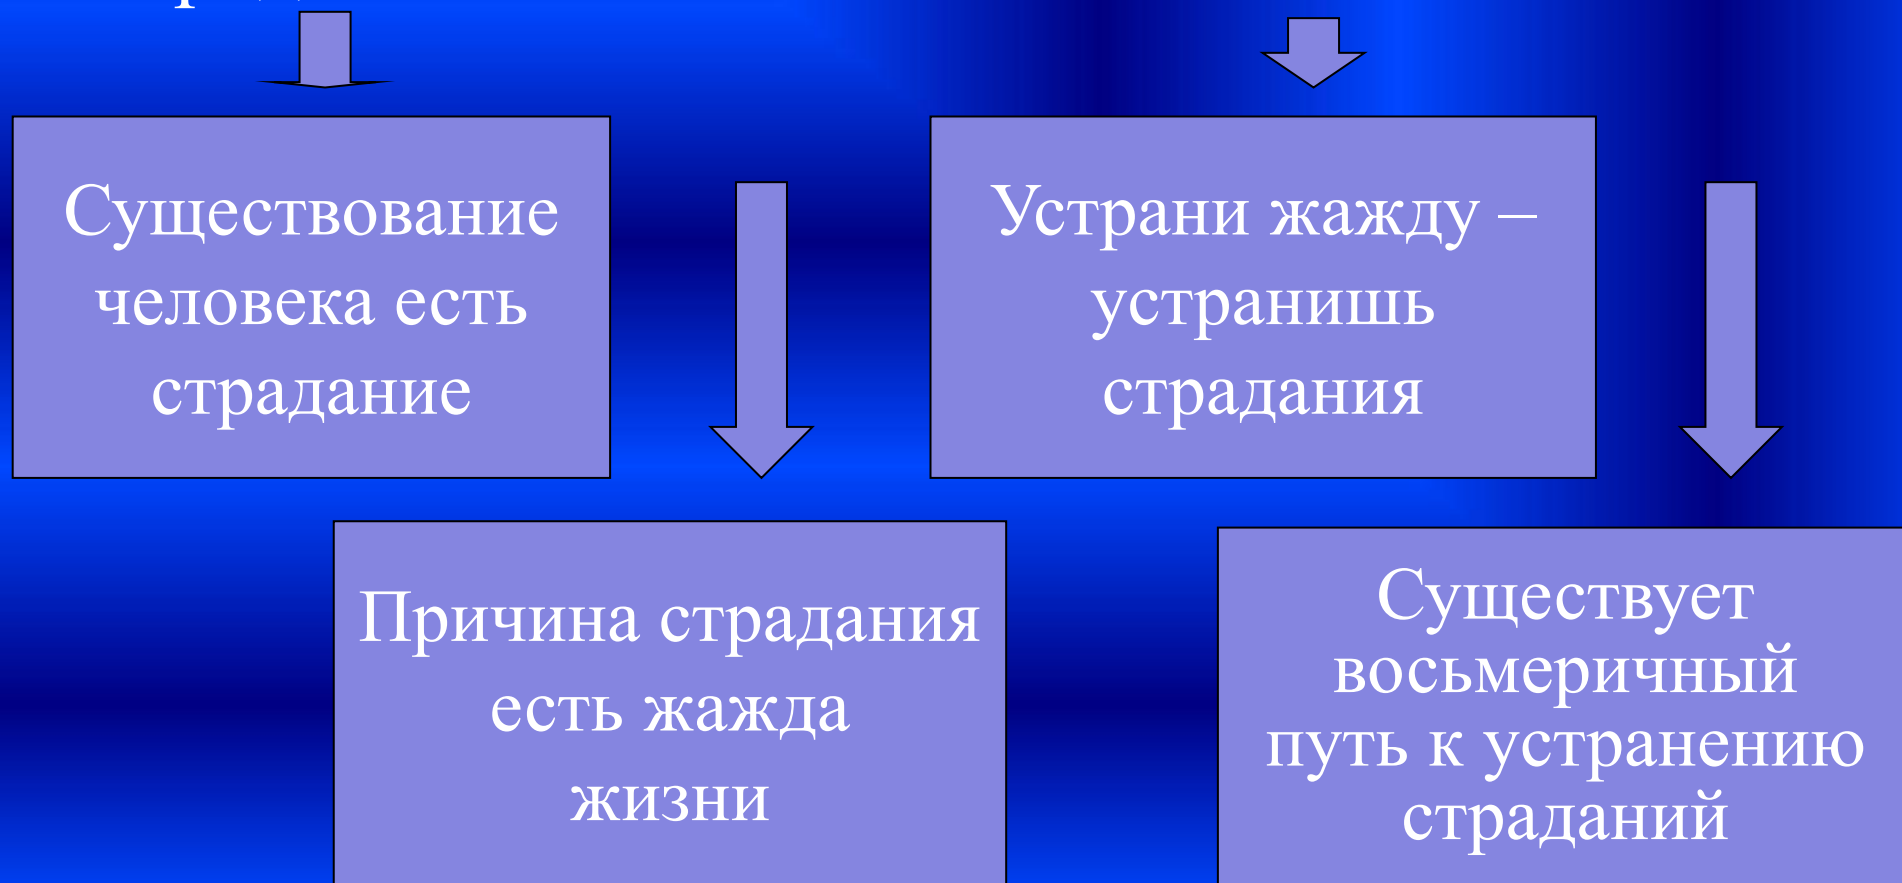 Существование
человека есть
страдание
Причина страдания
есть жажда
жизни
Устрани жажду –
устранишь
страдания
Существует
восьмеричный
путь к устранению
страданий